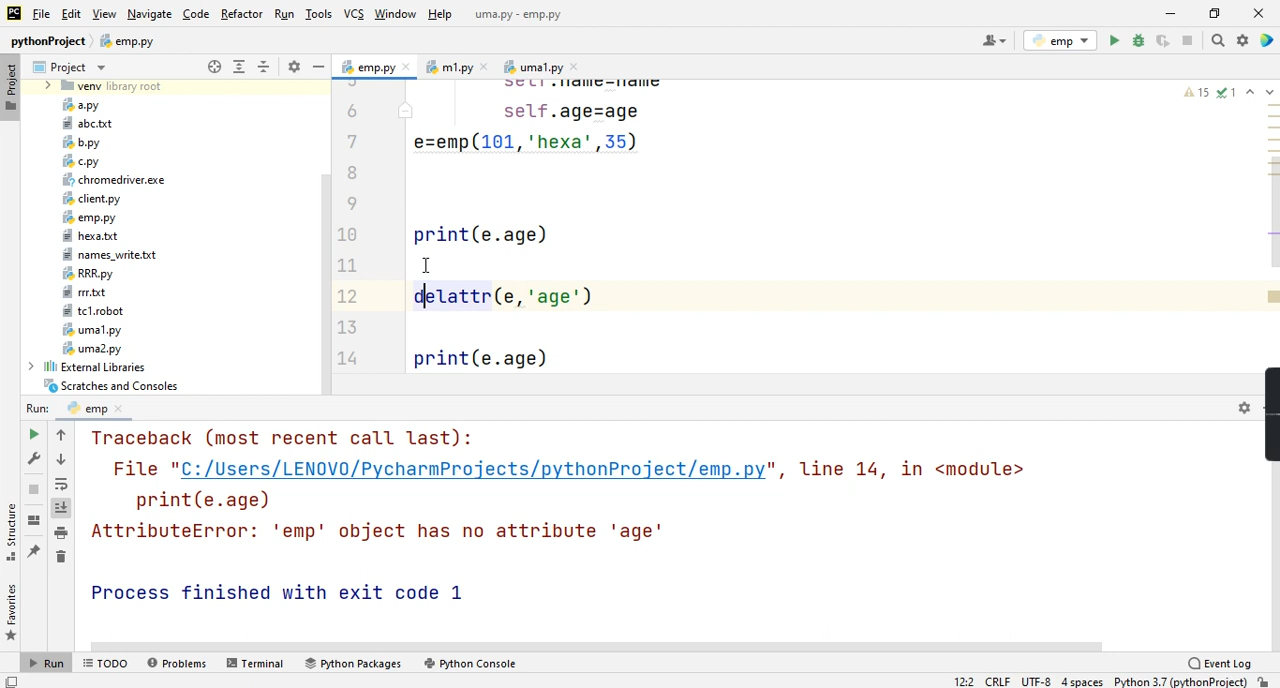 PC File Edit View Navigate Code Refactor Run Tools VCS Window Help uma.py - emp.py
pythonProject emp.py emp
Project emp.py m1.py uma1.py
Project
venv library root
a.py
abc.txt
b.py
c.py
chromedriver.exe
client.py
emp.py
hexa.txt
names_write.txt
RRR.py
rrr.txt
tc1.robot
uma1.py
uma2.py
External Libraries
Scratches and Consoles
15 1
5 self.name=name
6 self.age=age
7 e=emp(101,'hexa',35)
8
9
10 print(e.age)
11
12 delattr(e,'age')
13
14 print(e.age)
Run: emp
Traceback (most recent call last):
File "C:/Users/LENOVO/PycharmProjects/pythonProject/emp.py", line 14, in <module>
print(e.age)
AttributeError: 'emp' object has no attribute 'age'
Process finished with exit code 1
Structure
Favorites
Run TODO Problems Terminal Python Packages Python Console Event Log
12:2 CRLF UTF-8 4 spaces Python 3.7 (pythonProject)